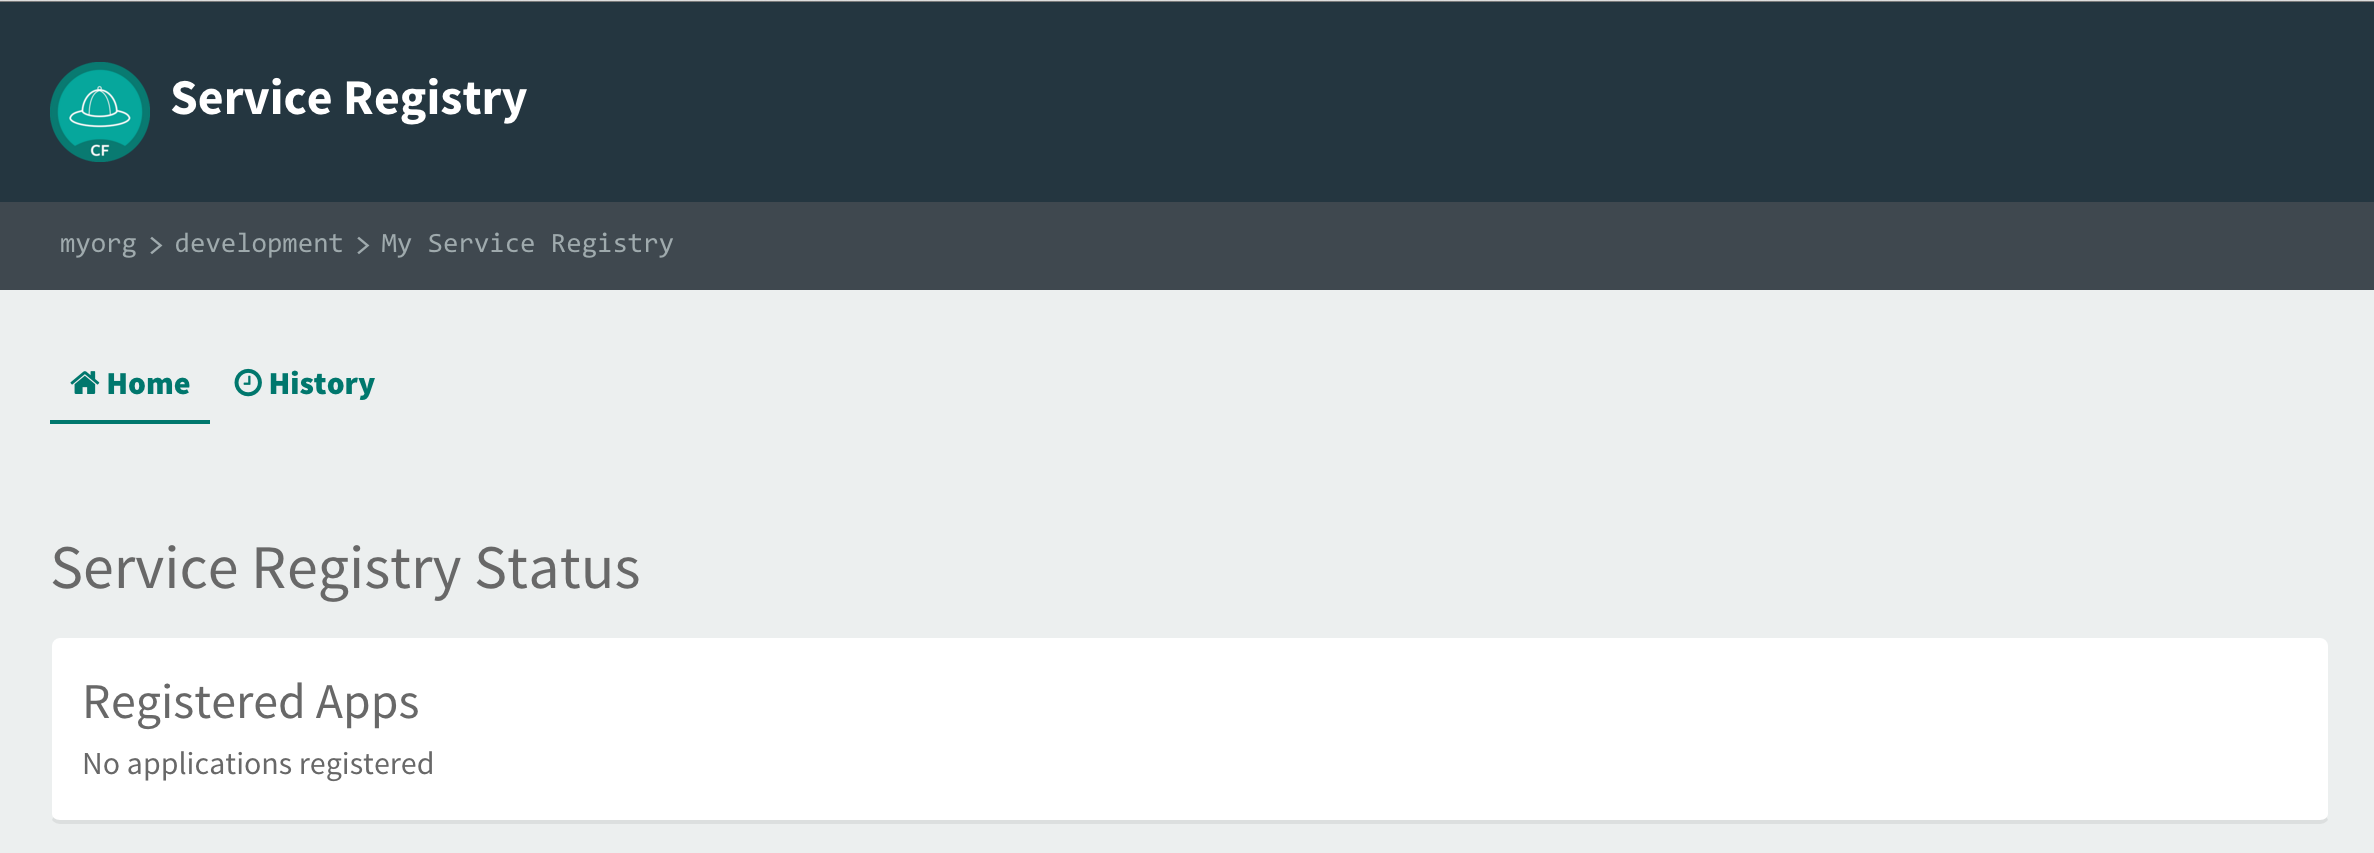 Service Registry
CF
myorg > development > My Service Registry
Home History
Service Registry Status
Registered Apps
No applications registered